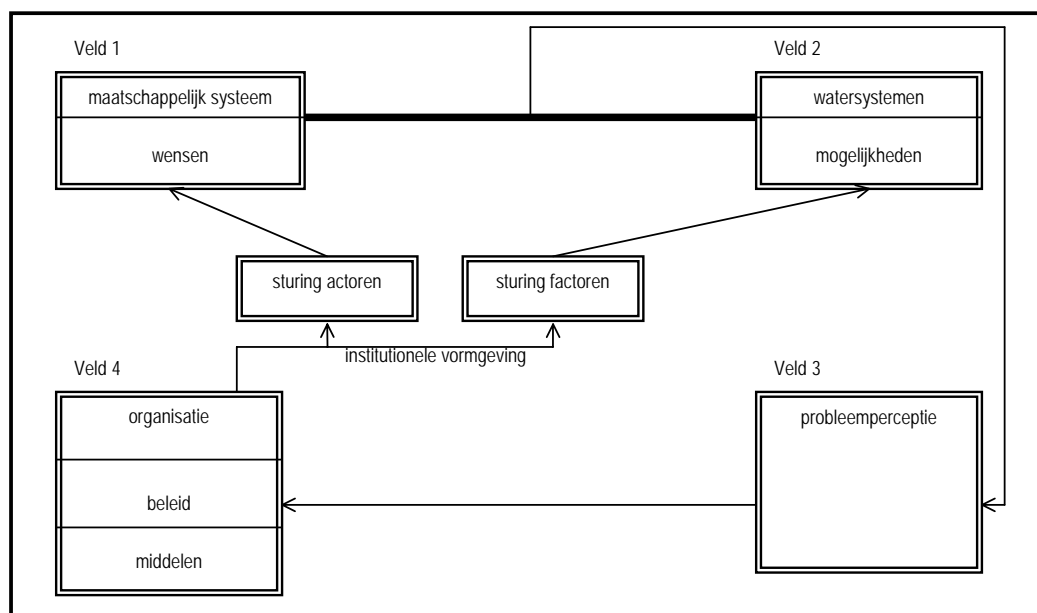 Veld 1
Veld 2
maatschappelijk systeem
watersystemen
wensen
mogelijkheden
sturing actoren
sturing factoren
institutionele vormgeving
Veld 4
Veld 3
organisatie
probleemperceptie
beleid
middelen